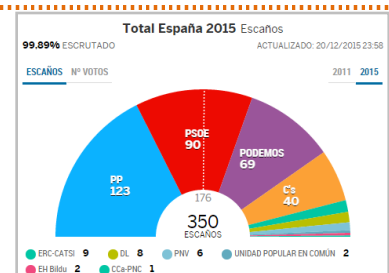 Total España 2015 Escaños
99.89% ESCRUTADO ACTUALIZADO: 20/12/2015 23:58
ESCAÑOS Nº VOTOS 2011 2015
PSOE
90
PODEMOS
69
PP
123
C's
40
176
350
ESCAÑOS
ERC-CATSI 9 DL 8 PNV 6 UNIDAD POPULAR EN COMÚN 2
EH Bildu 2 CCa-PNC 1